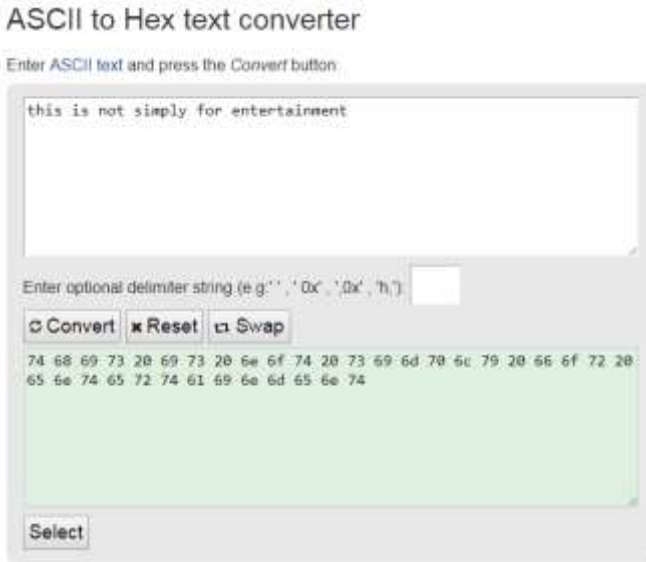 ASCII to Hex text converter
Enter ASCII text and press the Convert button:
this is not simply for entertainment
Enter optional delimiter string (e.g:' ' , ' 0x' , ',0x' , 'h,'):
Convert Reset Swap
74 68 69 73 20 69 73 20 6e 6f 74 20 73 69 6d 70 6c 79 20 66 6f 72 20
65 6e 74 65 72 74 61 69 6e 6d 65 6e 74
Select